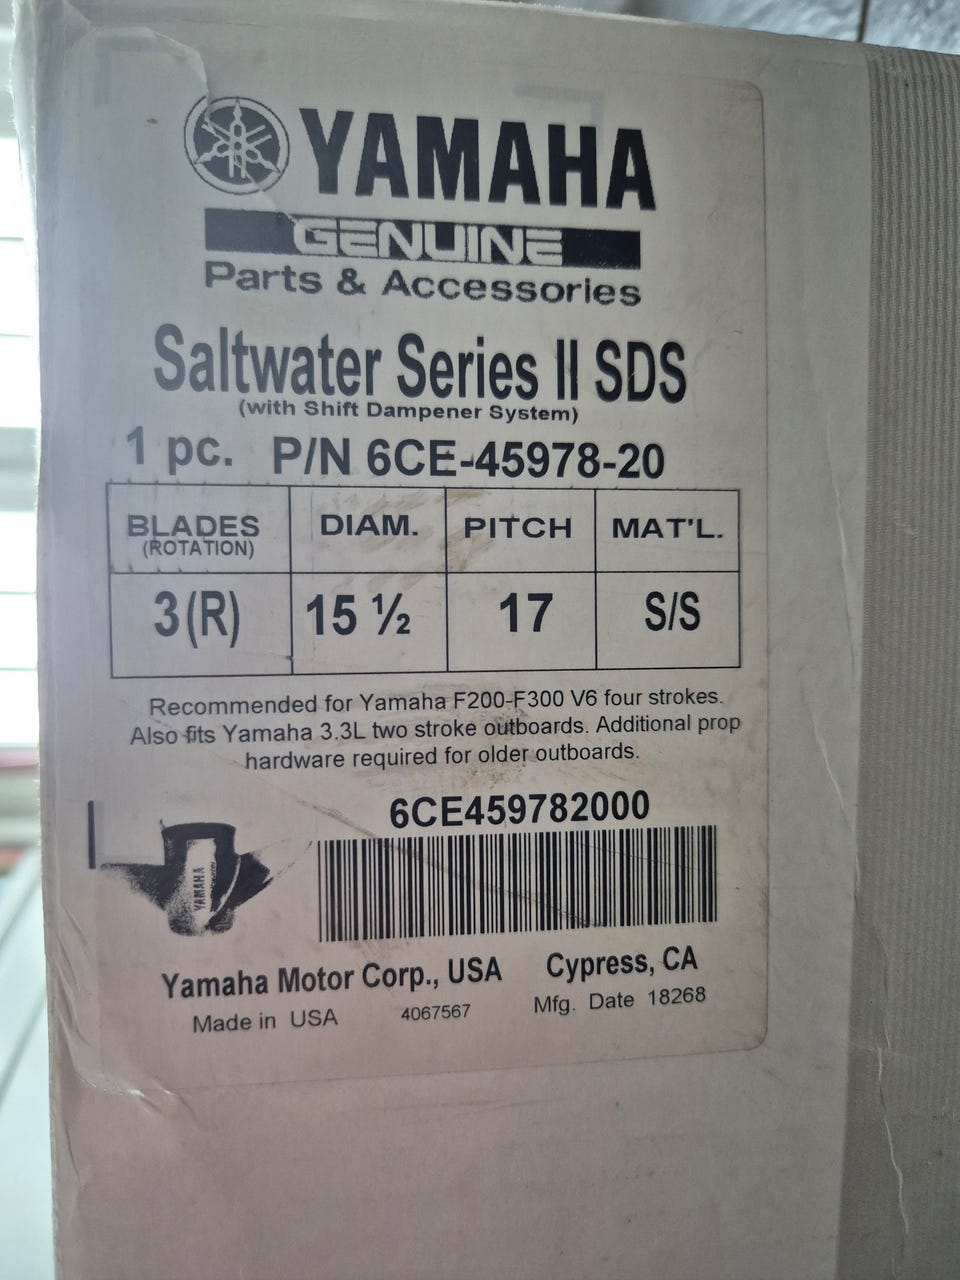 YAMAHA
GENUINE
Parts & Accessories
Saltwater Series II SDS
(with Shift Dampener System)
1 pc. P/N 6CE-45978-20
BLADES (ROTATION) DIAM. PITCH MAT'L.
3 (R) 15 ½ 17 S/S
Recommended for Yamaha F200-F300 V6 four strokes.
Also fits Yamaha 3.3L two stroke outboards. Additional prop
hardware required for older outboards.
6CE459782000
YAMAHA
Yamaha Motor Corp., USA Cypress, CA
Made in USA 4067567 Mfg. Date 18268